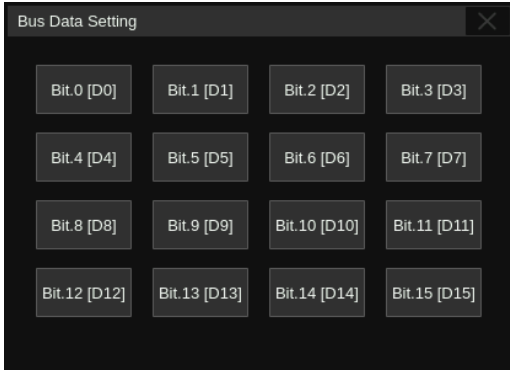 Bus Data Setting
Bit.0 [D0] Bit.1 [D1] Bit.2 [D2] Bit.3 [D3]
Bit.4 [D4] Bit.5 [D5] Bit.6 [D6] Bit.7 [D7]
Bit.8 [D8] Bit.9 [D9] Bit.10 [D10] Bit.11 [D11]
Bit.12 [D12] Bit.13 [D13] Bit.14 [D14] Bit.15 [D15]